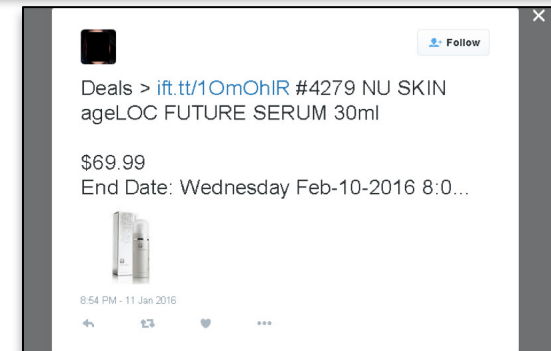 Follow
Deals > ift.tt/1OmOhIR #4279 NU SKIN
ageLOC FUTURE SERUM 30ml
$69.99
End Date: Wednesday Feb-10-2016 8:0...
8:54 PM - 11 Jan 2016